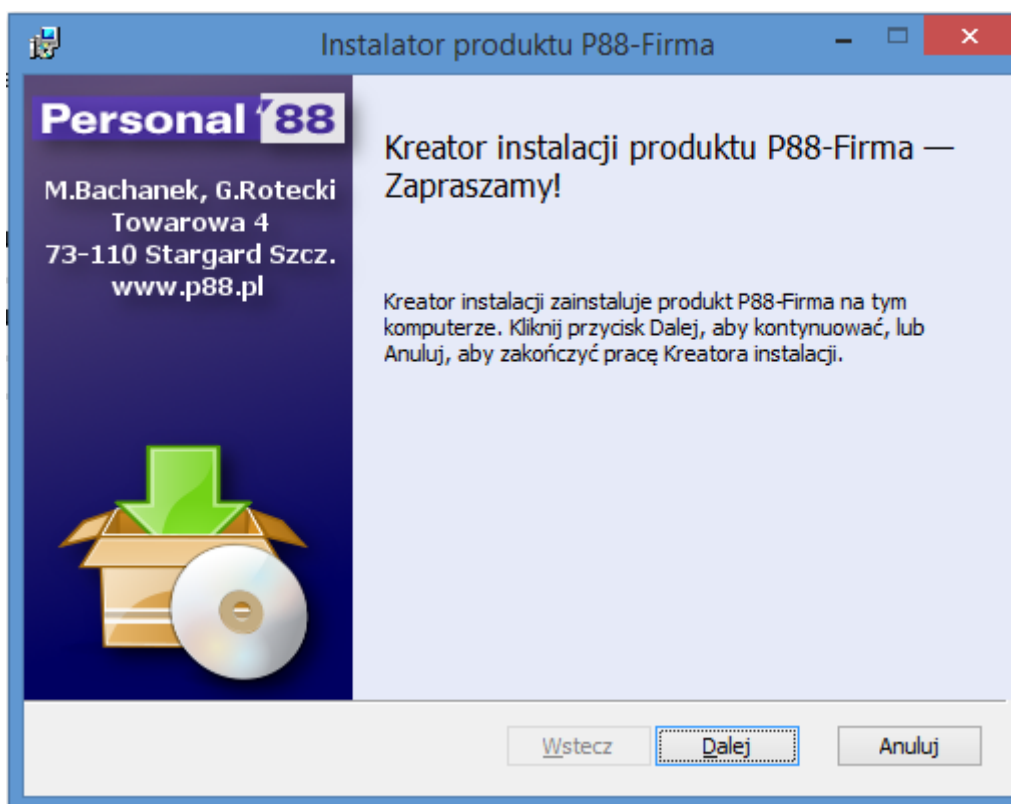 Instalator produktu P88-Firma
Personal '88
M.Bachanek, G.Rotecki
Towarowa 4
73-110 Stargard Szcz.
www.p88.pl
Kreator instalacji produktu P88-Firma —
Zapraszamy!
Kreator instalacji zainstaluje produkt P88-Firma na tym
komputerze. Kliknij przycisk Dalej, aby kontynuować, lub
Anuluj, aby zakończyć pracę Kreatora instalacji.
Wstecz
Dalej
Anuluj